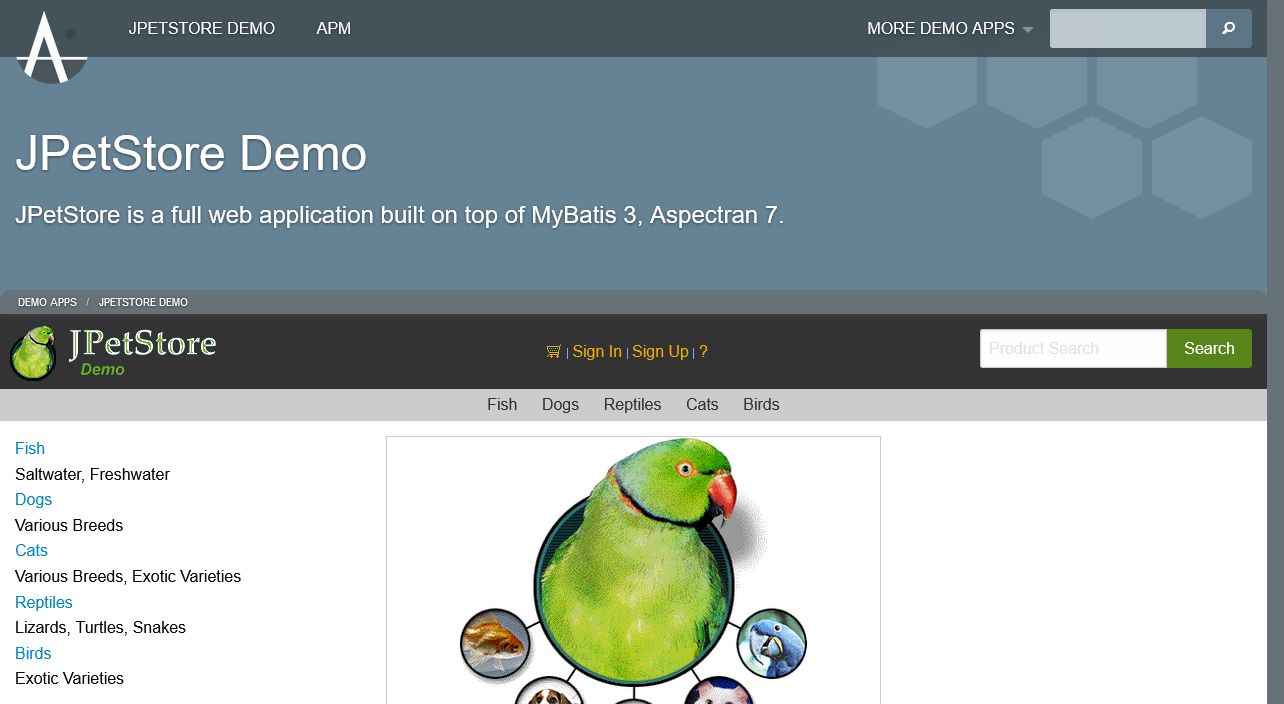 JPETSTORE DEMO APM MORE DEMO APPS
JPetStore Demo
JPetStore is a full web application built on top of MyBatis 3, Aspectran 7.
DEMO APPS / JPETSTORE DEMO
JPetStore
Demo
| Sign In | Sign Up | ?
Product Search Search
Fish Dogs Reptiles Cats Birds
Fish
Saltwater, Freshwater
Dogs
Various Breeds
Cats
Various Breeds, Exotic Varieties
Reptiles
Lizards, Turtles, Snakes
Birds
Exotic Varieties